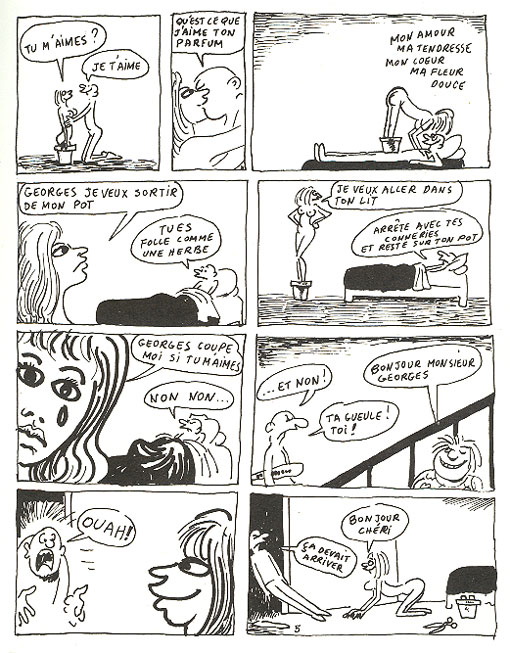 TU M'AIMES ?
JE T'AIME
QU'EST CE QUE
J'AIME TON
PARFUM
MON AMOUR
MA TENDRESSE
MON COEUR
MA FLEUR
DOUCE
GEORGES JE VEUX SORTIR
DE MON POT
TU ES
FOLLE COMME
UNE HERBE
JE VEUX ALLER DANS
TON LIT
ARRÊTE AVEC TES
CONNERIES
ET RESTE SUR TON POT
GEORGES COUPE
MOI SI TU M'AIMES
NON NON...
...ET NON !
TA GUEULE !
TOI !
BONJOUR MONSIEUR
GEORGES
OUAH!
ÇA DEVAIT
ARRIVER
BONJOUR
CHÉRI
5